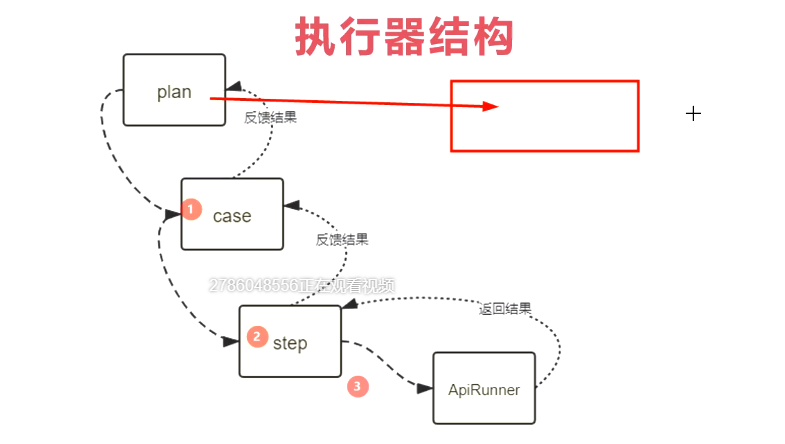 执行器结构
plan
反馈结果
1
case
反馈结果
2786048556正在观看视频
返回结果
2
step
3
ApiRunner